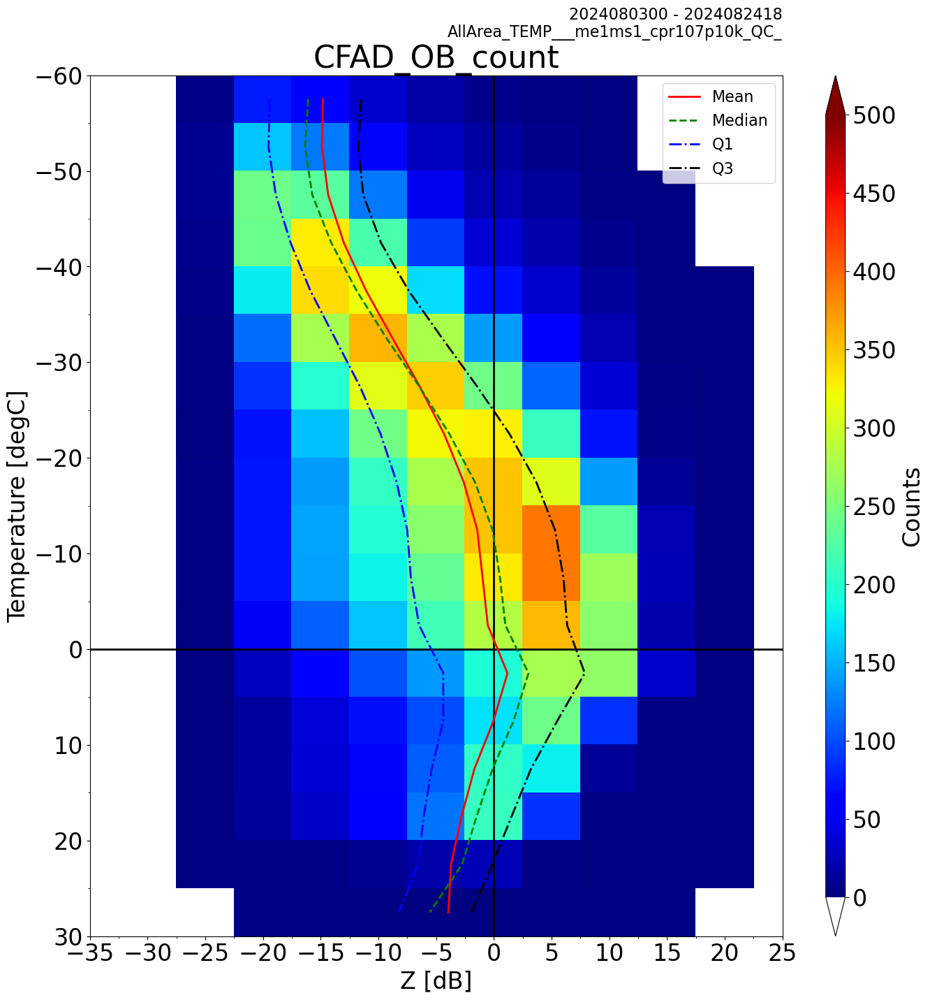 2024080300 - 2024082418
AllArea_TEMP___me1ms1_cpr107p10k_QC_
CFAD_OB_count
Mean
Median
Q1
Q3
Temperature [degC]
−60
−50
−40
−30
−20
−10
0
10
20
30
−35 −30 −25 −20 −15 −10 −5 0 5 10 15 20 25
Z [dB]
500
450
400
350
300
250
200
150
100
50
0
Counts